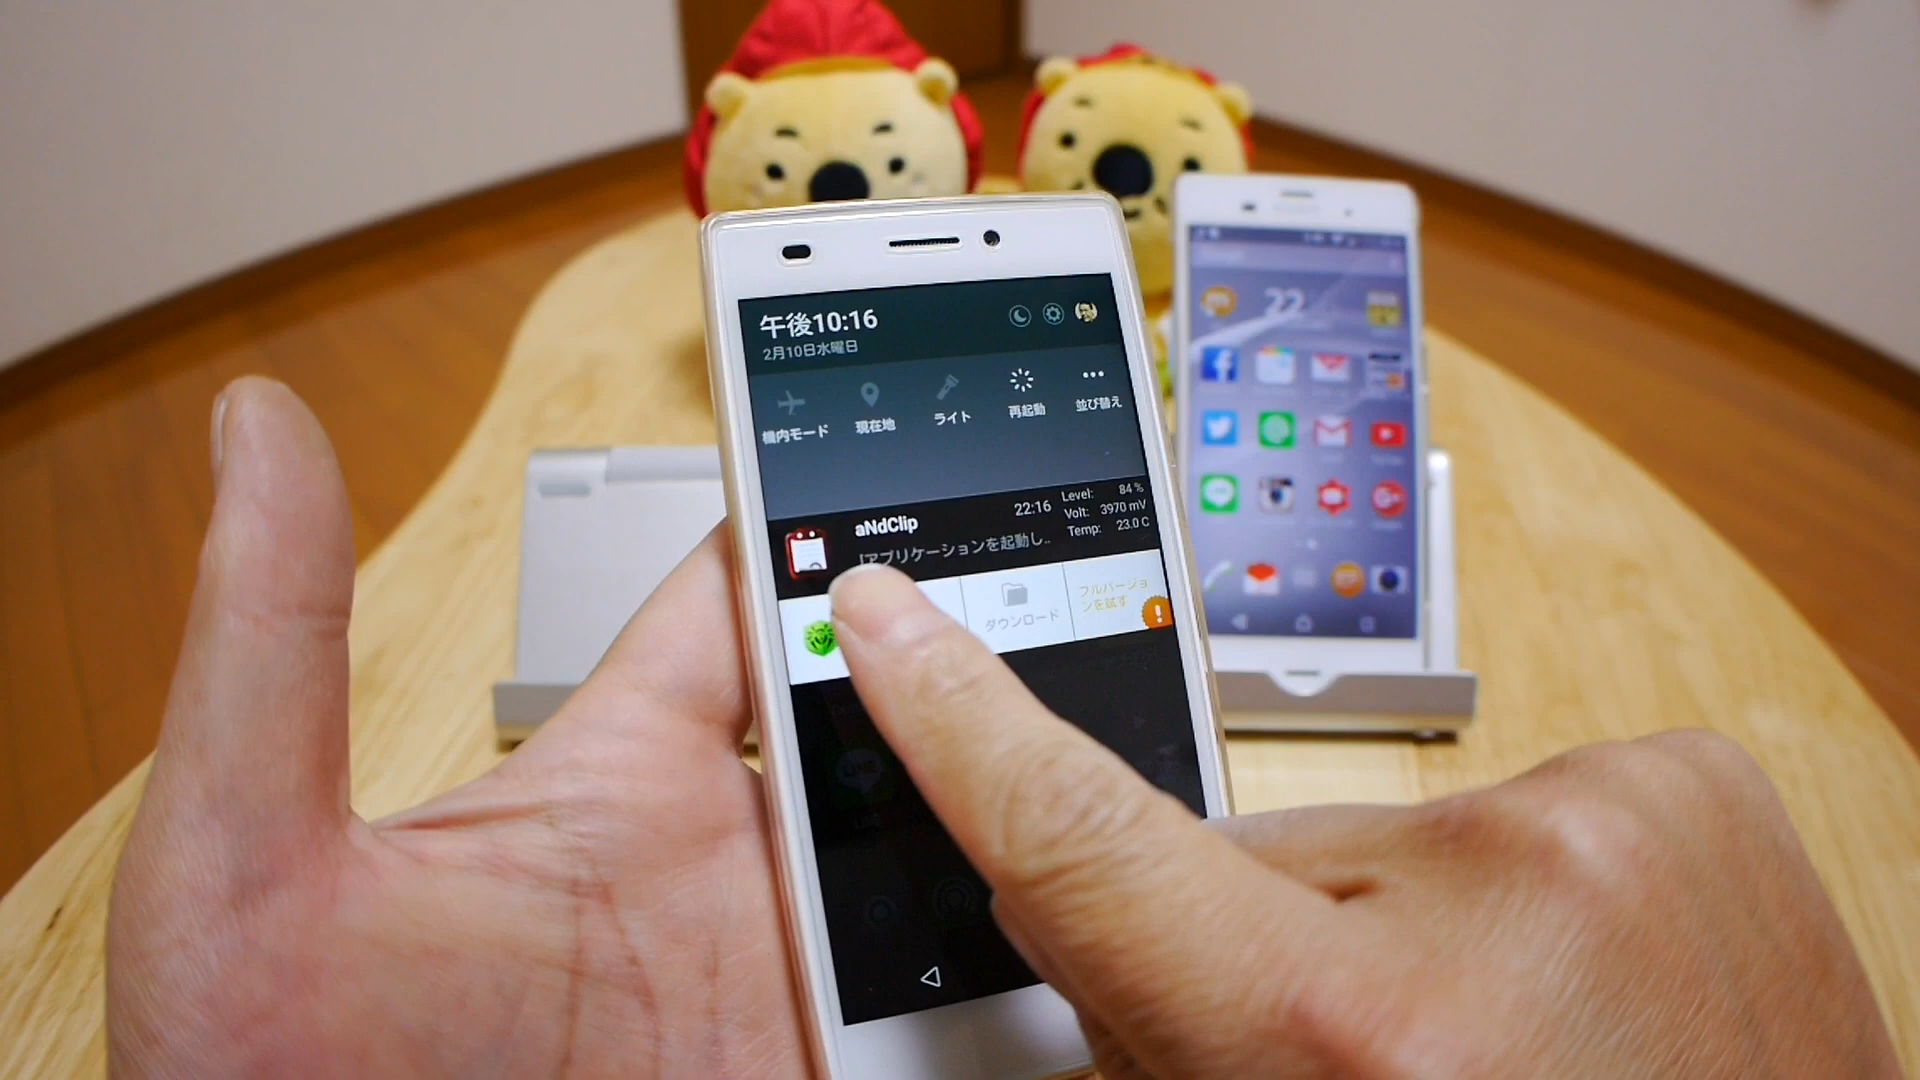 午後10:16
2月10日水曜日
機内モード
現在地
ライト
再起動
並び替え
aNdClip
22:16
[アプリケーションを起動し..
Level: 84 %
Volt: 3970 mV
Temp: 23.0 C
ダウンロード
フルバージョ
ンを試す
LINE
22